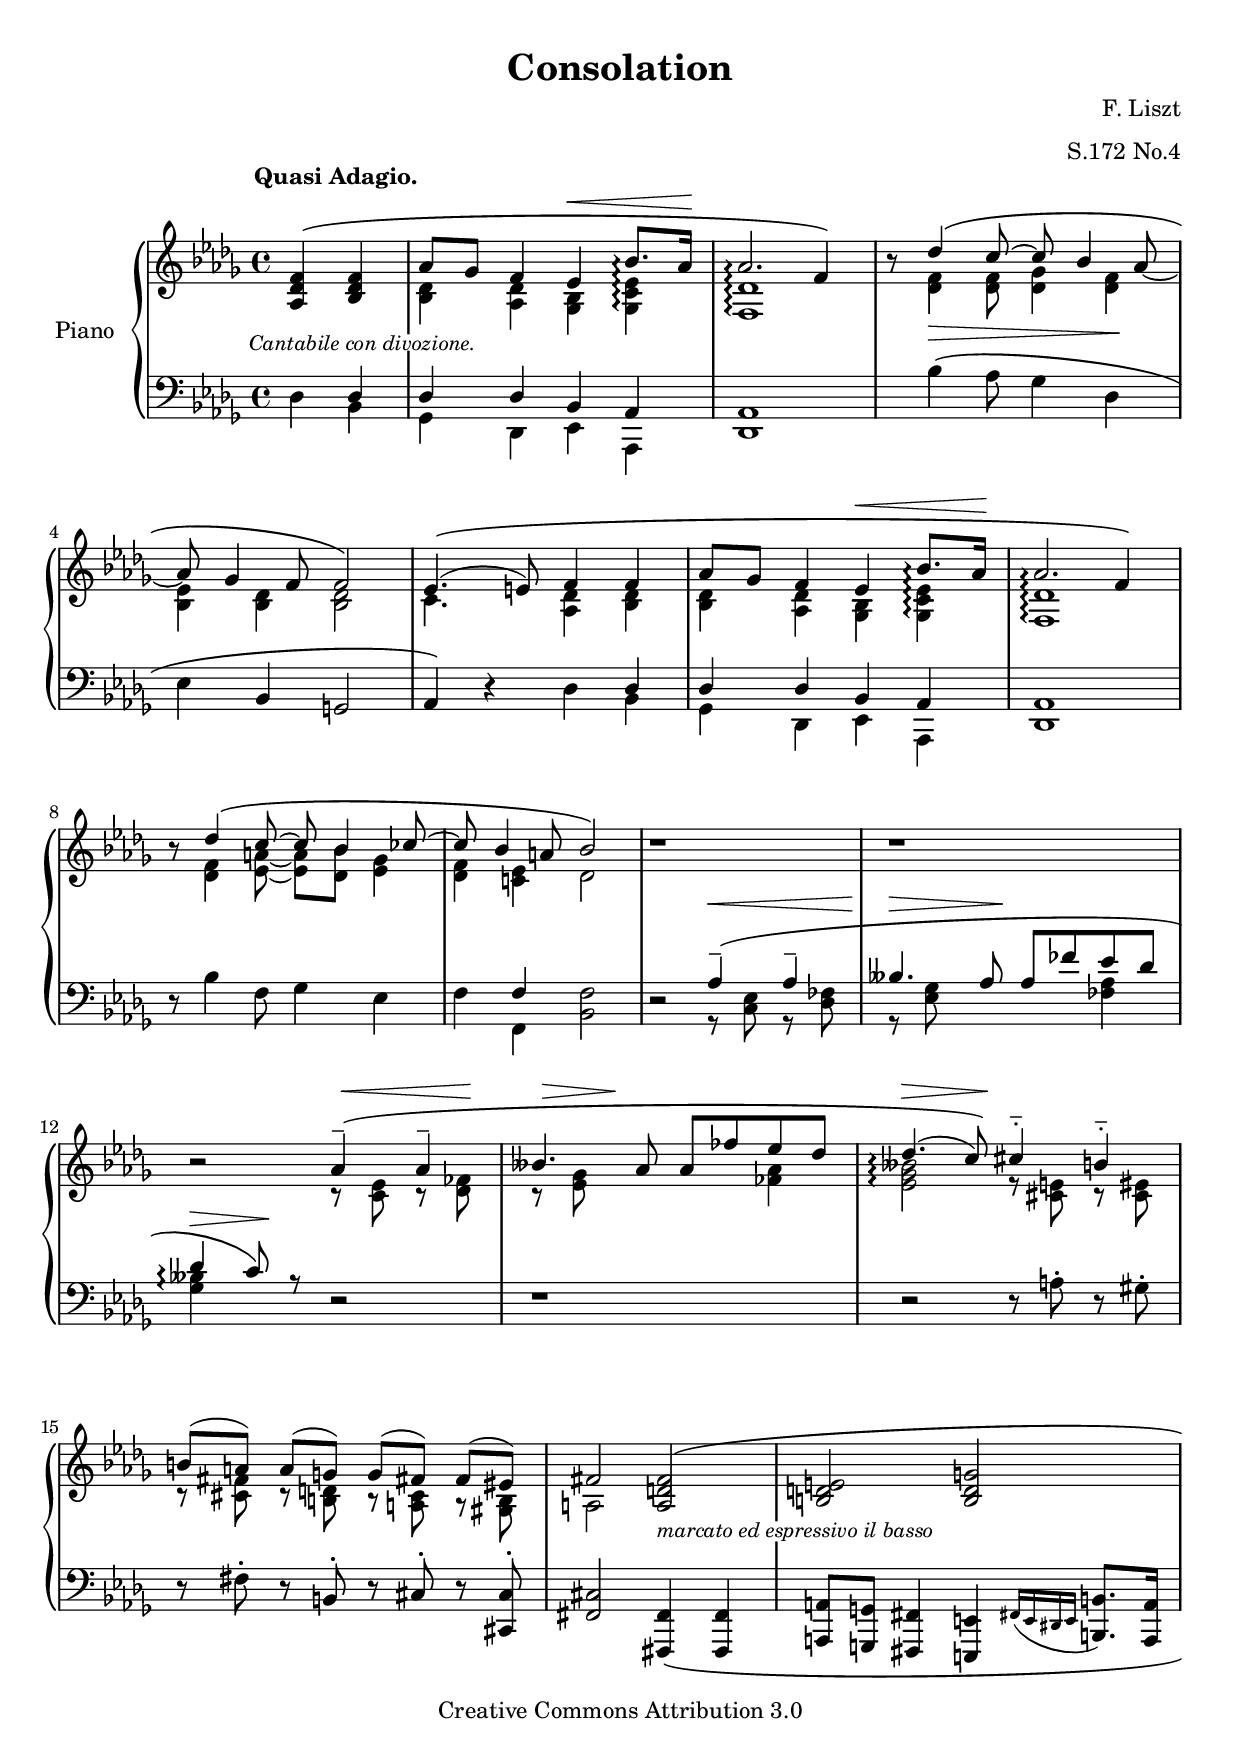 Consolation
F. Liszt
S.172 No.4
Quasi Adagio.
Piano
Cantabile con divozione.
4
8
12
15
marcato ed espressivo il basso
Creative Commons Attribution 3.0